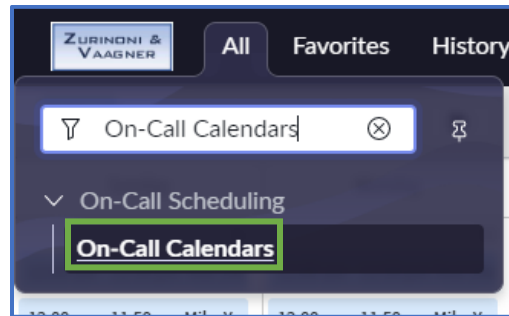 ZURINONI &
VAAGNER
All Favorites History
On-Call Calendars
On-Call Scheduling
On-Call Calendars